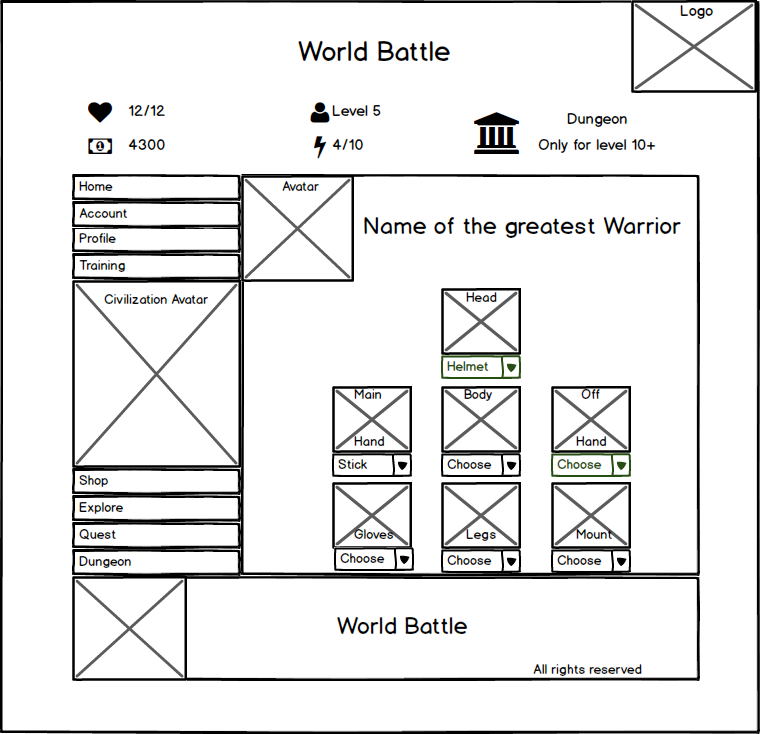 Logo
World Battle
12/12
Level 5
Dungeon
4300
4/10
Only for level 10+
Home
Account
Profile
Training
Civilization Avatar
Shop
Explore
Quest
Dungeon
Avatar
Name of the greatest Warrior
Head
Helmet
Main
Hand
Stick
Body
Choose
Off
Hand
Choose
Gloves
Choose
Legs
Choose
Mount
Choose
World Battle
All rights reserved